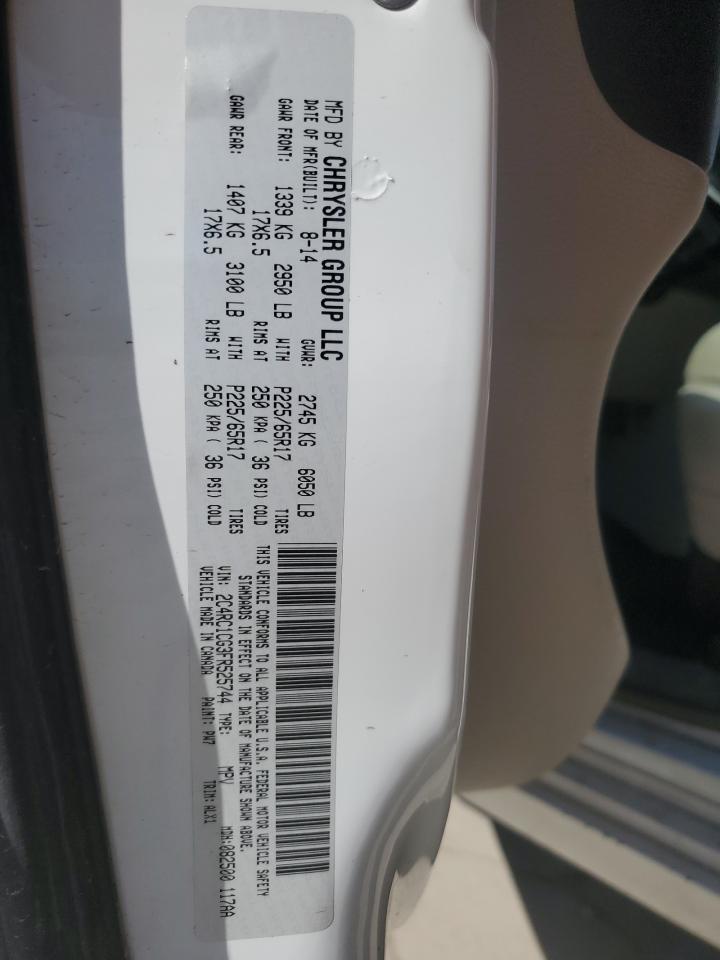 MFD BY CHRYSLER GROUP LLC
DATE OF MFR(BUILT): 8-14 GVWR: 2745 KG 6050 LB
GAWR FRONT: 1339 KG 2950 LB WITH P225/65R17 TIRES
17X6.5 RIMS AT 250 KPA ( 36 PSI) COLD
GAWR REAR: 1407 KG 3100 LB WITH P225/65R17 TIRES
17X6.5 RIMS AT 250 KPA ( 36 PSI) COLD
THIS VEHICLE CONFORMS TO ALL APPLICABLE U.S.A. FEDERAL MOTOR VEHICLE SAFETY
STANDARDS IN EFFECT ON THE DATE OF MANUFACTURE SHOWN ABOVE.
VIN: 2C4RC1CG3FR525744 TYPE: MPV MDH:082500 117AA
VEHICLE MADE IN CANADA PAINT: PW7 TRIM:ALX1